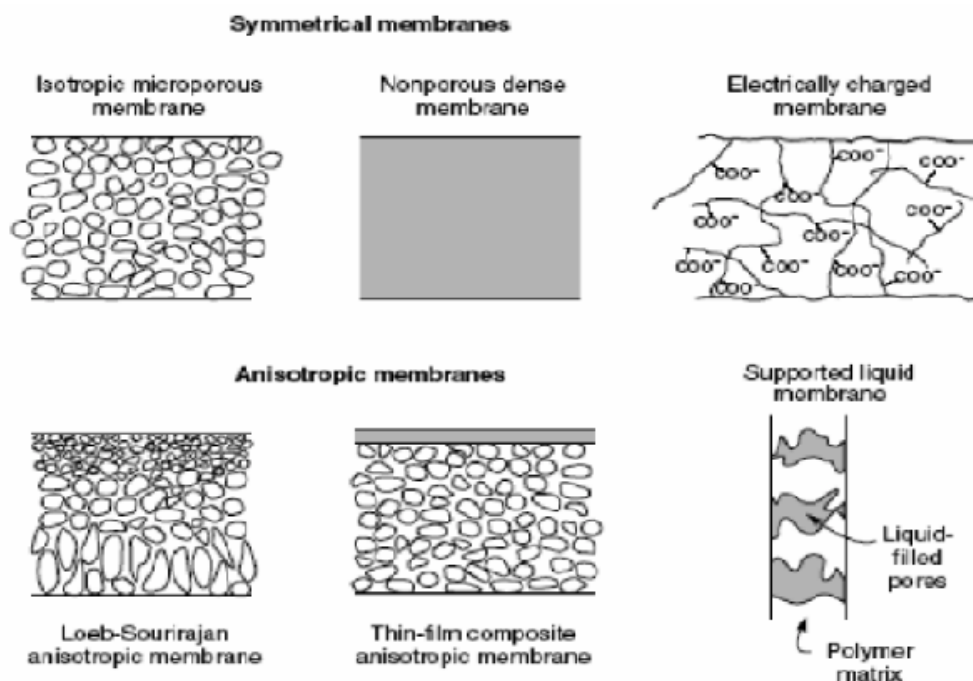 Symmetrical membranes
Isotropic microporous
membrane
Nonporous dense
membrane
Electrically charged
membrane
COO⁻
COO⁻
COO⁻
COO⁻
COO⁻
COO⁻
COO⁻
COO⁻
COO⁻
COO⁻
COO⁻
COO⁻
Anisotropic membranes
Supported liquid
membrane
Liquid-
filled
pores
Loeb-Sourirajan
anisotropic membrane
Thin-film composite
anisotropic membrane
Polymer
matrix